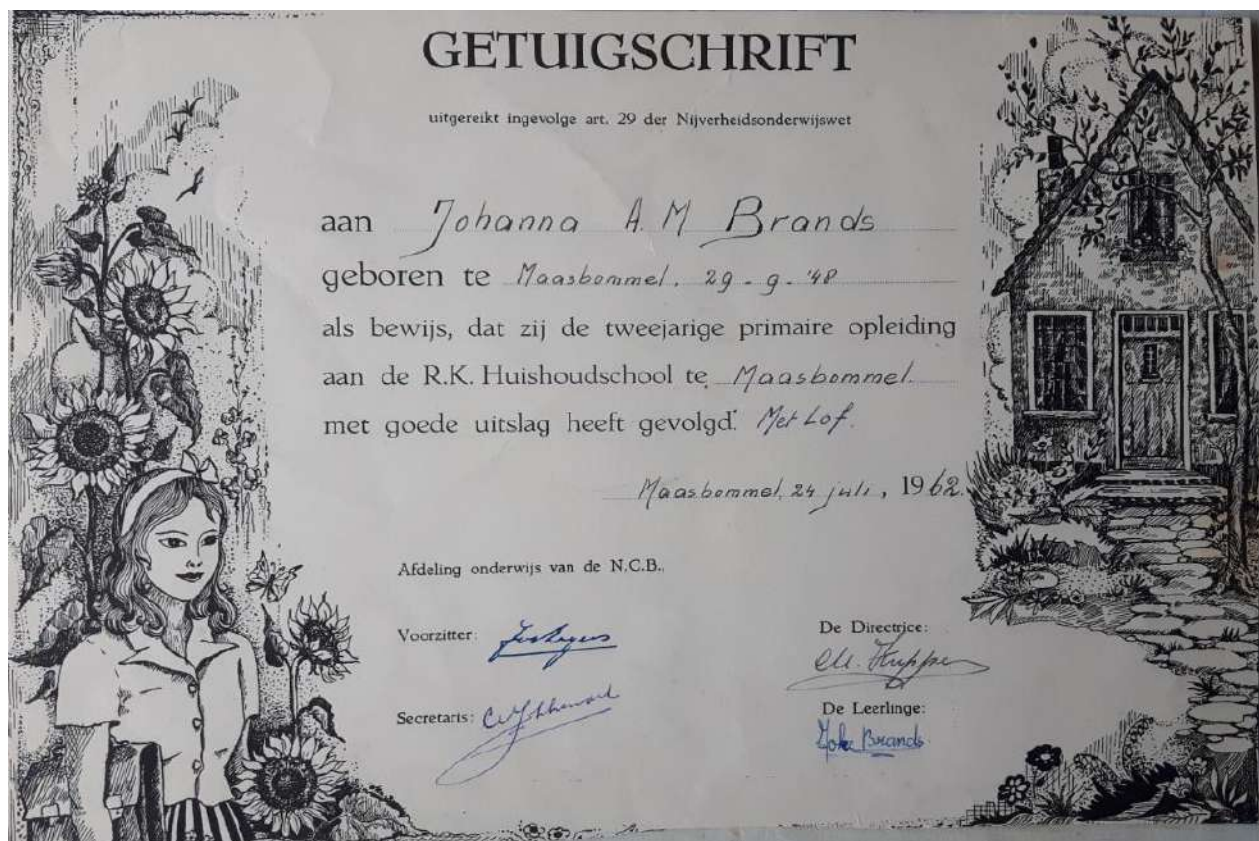 GETUIGSCHRIFT
uitgereikt ingevolge art. 29 der Nijverheidsonderwijswet
aan Johanna A.M Brands
geboren te Maasbommel. 29-9-'48
als bewijs, dat zij de tweejarige primaire opleiding
aan de R.K. Huishoudschool te Maasbommel.
met goede uitslag heeft gevolgd. Met Lof.
Maasbommel, 24 juli, 1962.
Afdeling onderwijs van de N.C.B..
Voorzitter:
De Directrice:
Secretaris:
De Leerlinge:
Joke Brands